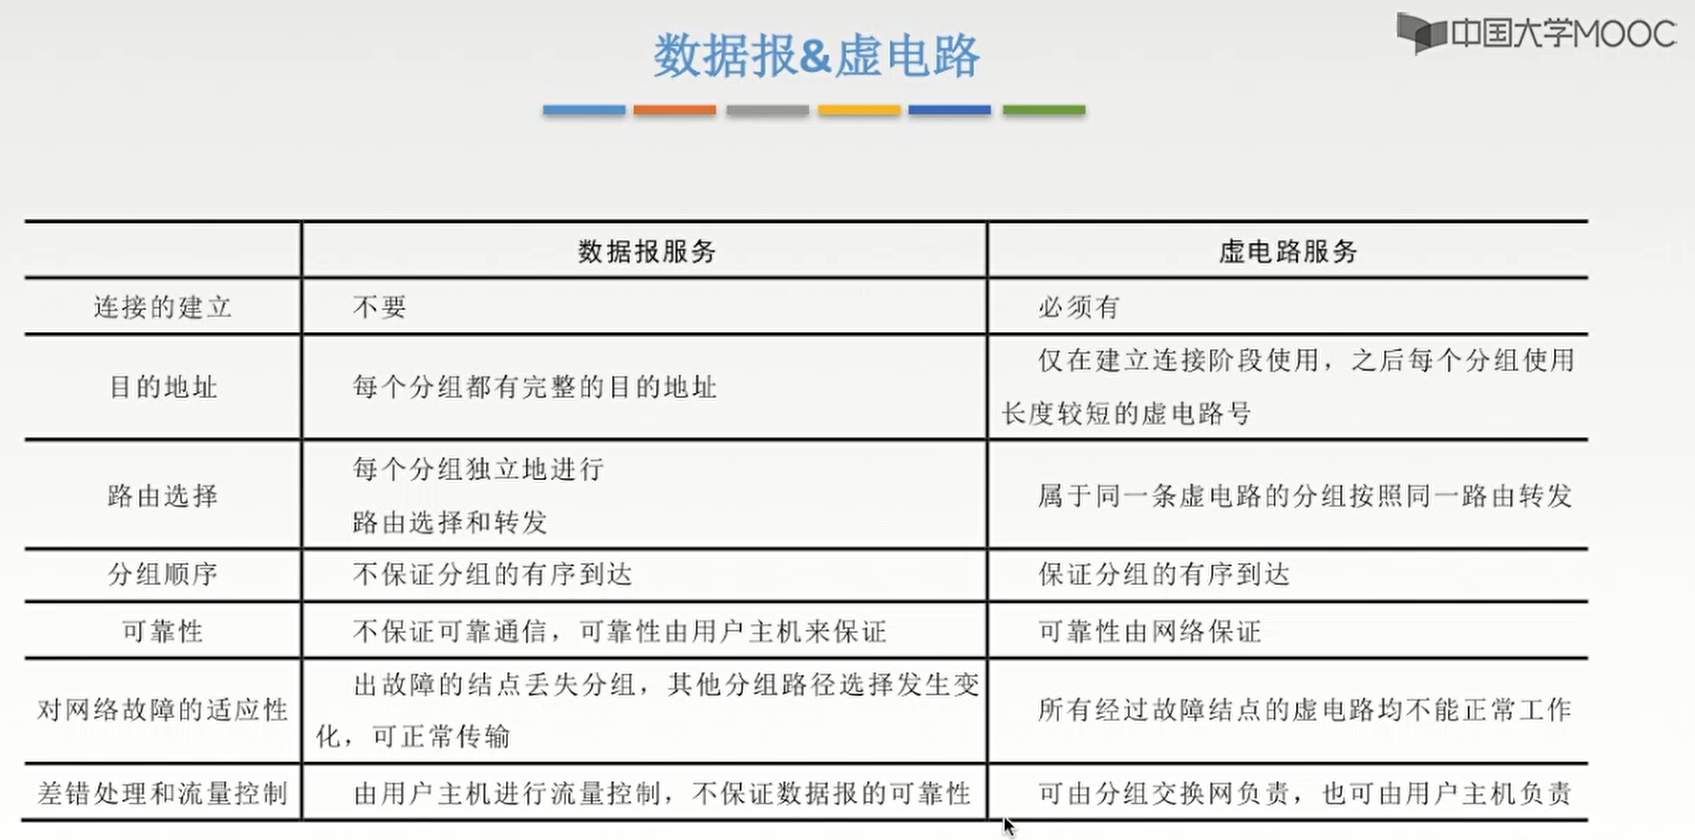 中国大学MOOC
数据报&虚电路
数据报服务
虚电路服务
连接的建立
不要
必须有
目的地址
每个分组都有完整的目的地址
仅在建立连接阶段使用，之后每个分组使用
长度较短的虚电路号
路由选择
每个分组独立地进行
路由选择和转发
属于同一条虚电路的分组按照同一路由转发
分组顺序
不保证分组的有序到达
保证分组的有序到达
可靠性
不保证可靠通信，可靠性由用户主机来保证
可靠性由网络保证
对网络故障的适应性
出故障的结点丢失分组，其他分组路径选择发生变
化，可正常传输
所有经过故障结点的虚电路均不能正常工作
差错处理和流量控制
由用户主机进行流量控制，不保证数据报的可靠性
可由分组交换网负责，也可由用户主机负责